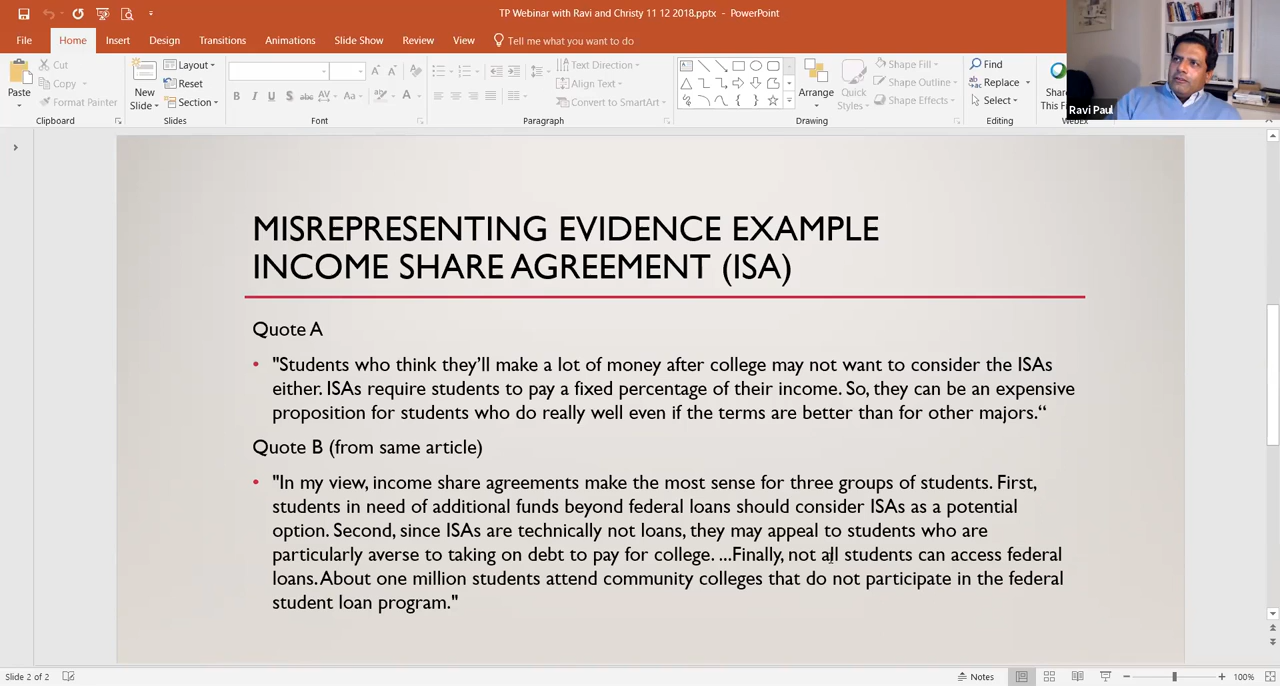 TP Webinar with Ravi and Christy 11 12 2018.pptx - PowerPoint
File Home Insert Design Transitions Animations Slide Show Review View Tell me what you want to do
Paste
Cut
Copy
Format Painter
Clipboard
New
Slide
Layout
Reset
Section
Slides
B I U S abc AV Aa A
Font
Text Direction
Align Text
Convert to SmartArt
Paragraph
Arrange
Quick
Styles
Shape Fill
Shape Outline
Shape Effects
Drawing
Find
Replace
Select
Editing
Shar
This Fi
WebEx
Ravi Paul
MISREPRESENTING EVIDENCE EXAMPLE
INCOME SHARE AGREEMENT (ISA)
Quote A
• "Students who think they’ll make a lot of money after college may not want to consider the ISAs
either. ISAs require students to pay a fixed percentage of their income. So, they can be an expensive
proposition for students who do really well even if the terms are better than for other majors.“
Quote B (from same article)
• "In my view, income share agreements make the most sense for three groups of students. First,
students in need of additional funds beyond federal loans should consider ISAs as a potential
option. Second, since ISAs are technically not loans, they may appeal to students who are
particularly averse to taking on debt to pay for college. ...Finally, not all students can access federal
loans. About one million students attend community colleges that do not participate in the federal
student loan program."
Slide 2 of 2
Notes
100%